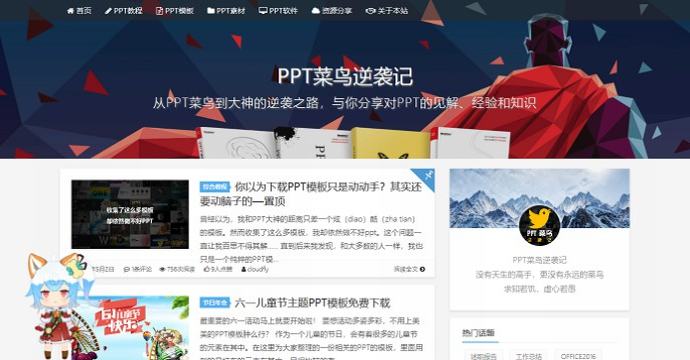 首页 PPT教程 PPT模板 PPT素材 PPT软件 资源分享 关于本站
PPT菜鸟逆袭记
从PPT菜鸟到大神的逆袭之路，与你分享对PPT的见解、经验和知识
收集了这么多模板
却依然做不好PPT
综合教程 你以为下载PPT模板只是动动手？其实还
要动脑子的—置顶
曾经以为，我和PPT大神的距离只差一个炫（diao）酷（zha tian）
的模板。然而收集了这么多模板，我却依然做不好ppt。这个问题一
直让我百思不得其解…… 直到后来我发现，和大多数的人一样，我也
只是一个纯粹的PPT模...
5月2日 1条评论 758次阅读 9人点赞 cloudfly 阅读全文
六一儿童节
快乐
节日年会 六一儿童节主题PPT模板免费下载
最重要的六一活动马上就要开始啦！ 要想活动多姿多彩，不用上美
美的PPT模板肿么行？ 作为一个儿童的节日，会有着很多的儿童的
元素在其中。在这里为大家整理的一份相关的PPT的模板，里面用
PPT 菜鸟
逆袭记
PPT菜鸟逆袭记
没有天生的高手，更没有永远的菜鸟
求知若饥，虚心若愚
热门话题
述职报告 工作总结 OFFICE2016